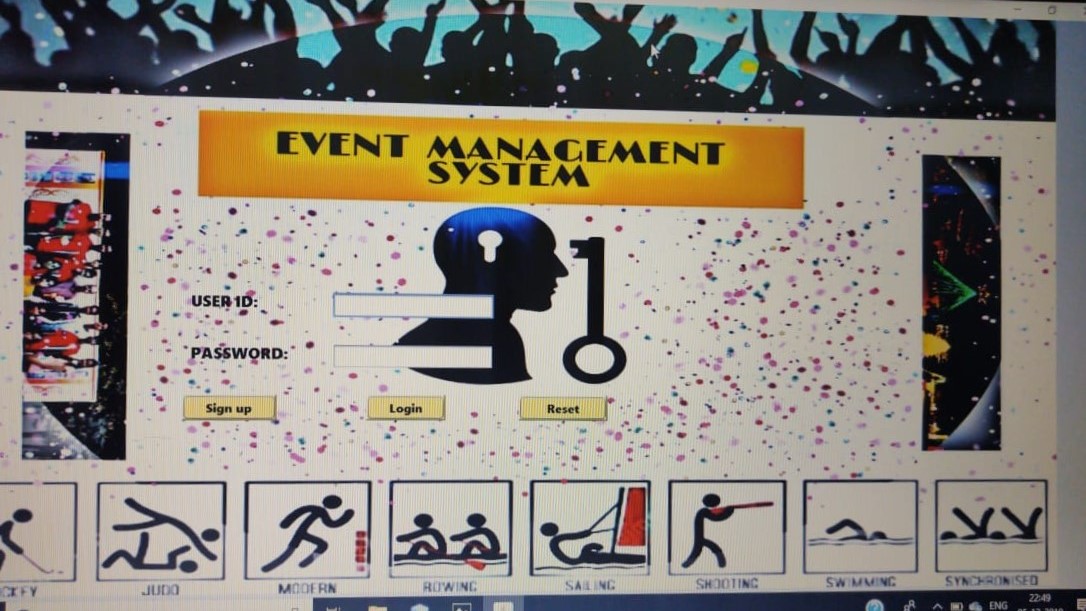 EVENT MANAGEMENT
SYSTEM
USER ID:
PASSWORD:
Sign up
Login
Reset
JUDO
MODERN
ROWING
SAILING
SHOOTING
SWIMMING
SYNCHRONISED
ENG
22:49